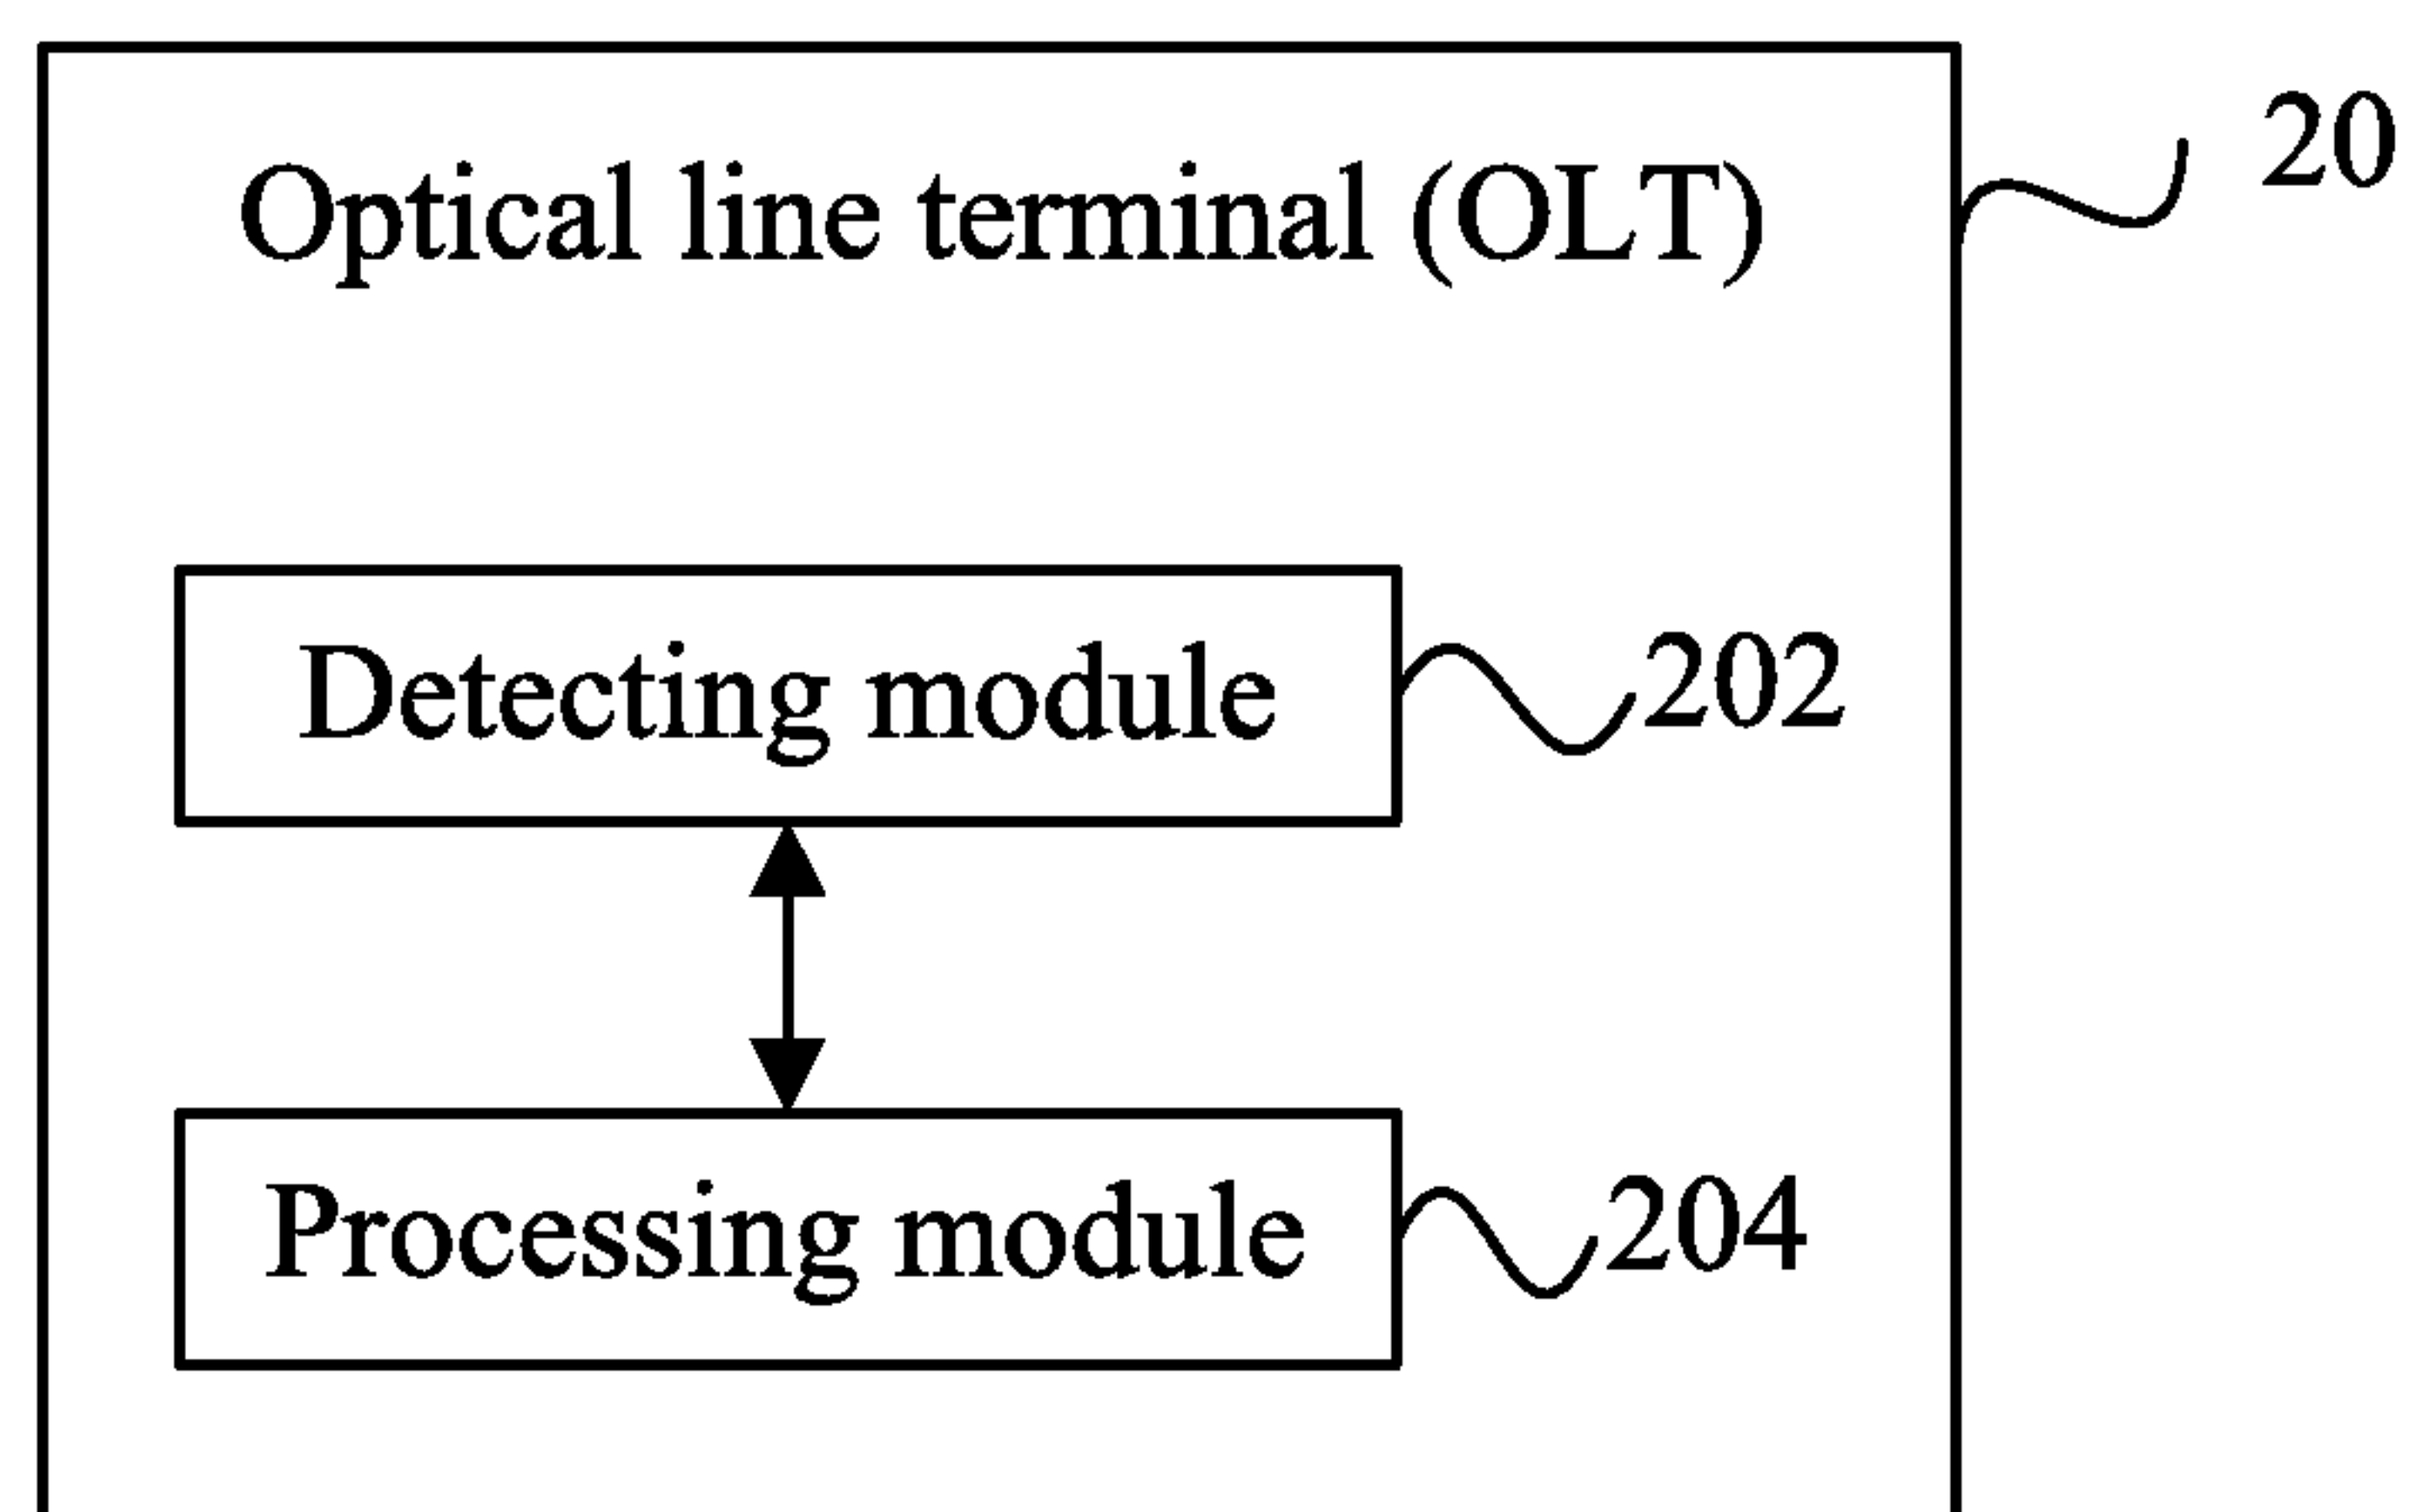 20
Optical line terminal (OLT)
Detecting module
202
Processing module
204